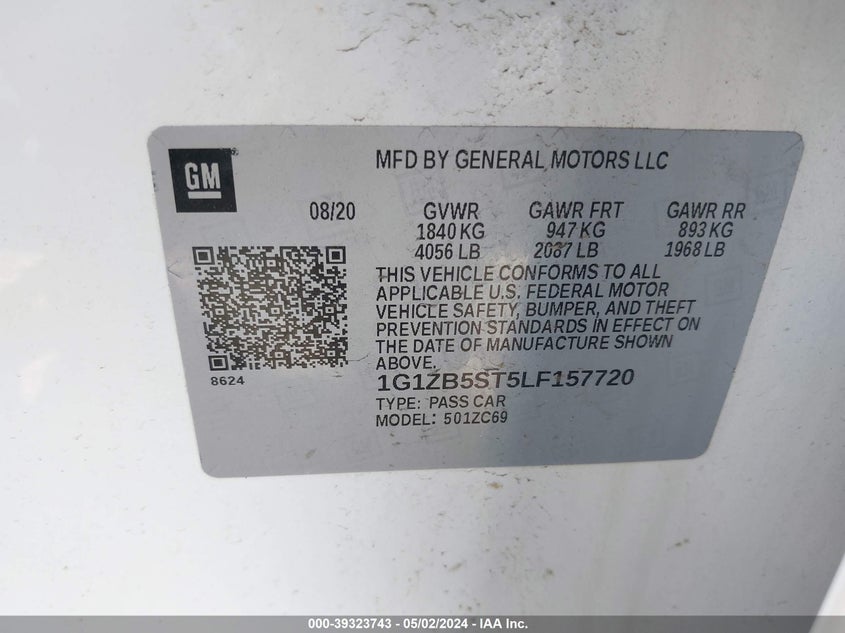 GM
MFD BY GENERAL MOTORS LLC
08/20 GVWR GAWR FRT GAWR RR
1840 KG 947 KG 893 KG
4056 LB 2087 LB 1968 LB
THIS VEHICLE CONFORMS TO ALL
APPLICABLE U.S. FEDERAL MOTOR
VEHICLE SAFETY, BUMPER, AND THEFT
PREVENTION STANDARDS IN EFFECT ON
THE DATE OF MANUFACTURE SHOWN
ABOVE.
8624
1G1ZB5ST5LF157720
TYPE: PASS CAR
MODEL: 501ZC69
000-39323743 - 05/02/2024 - IAA Inc.